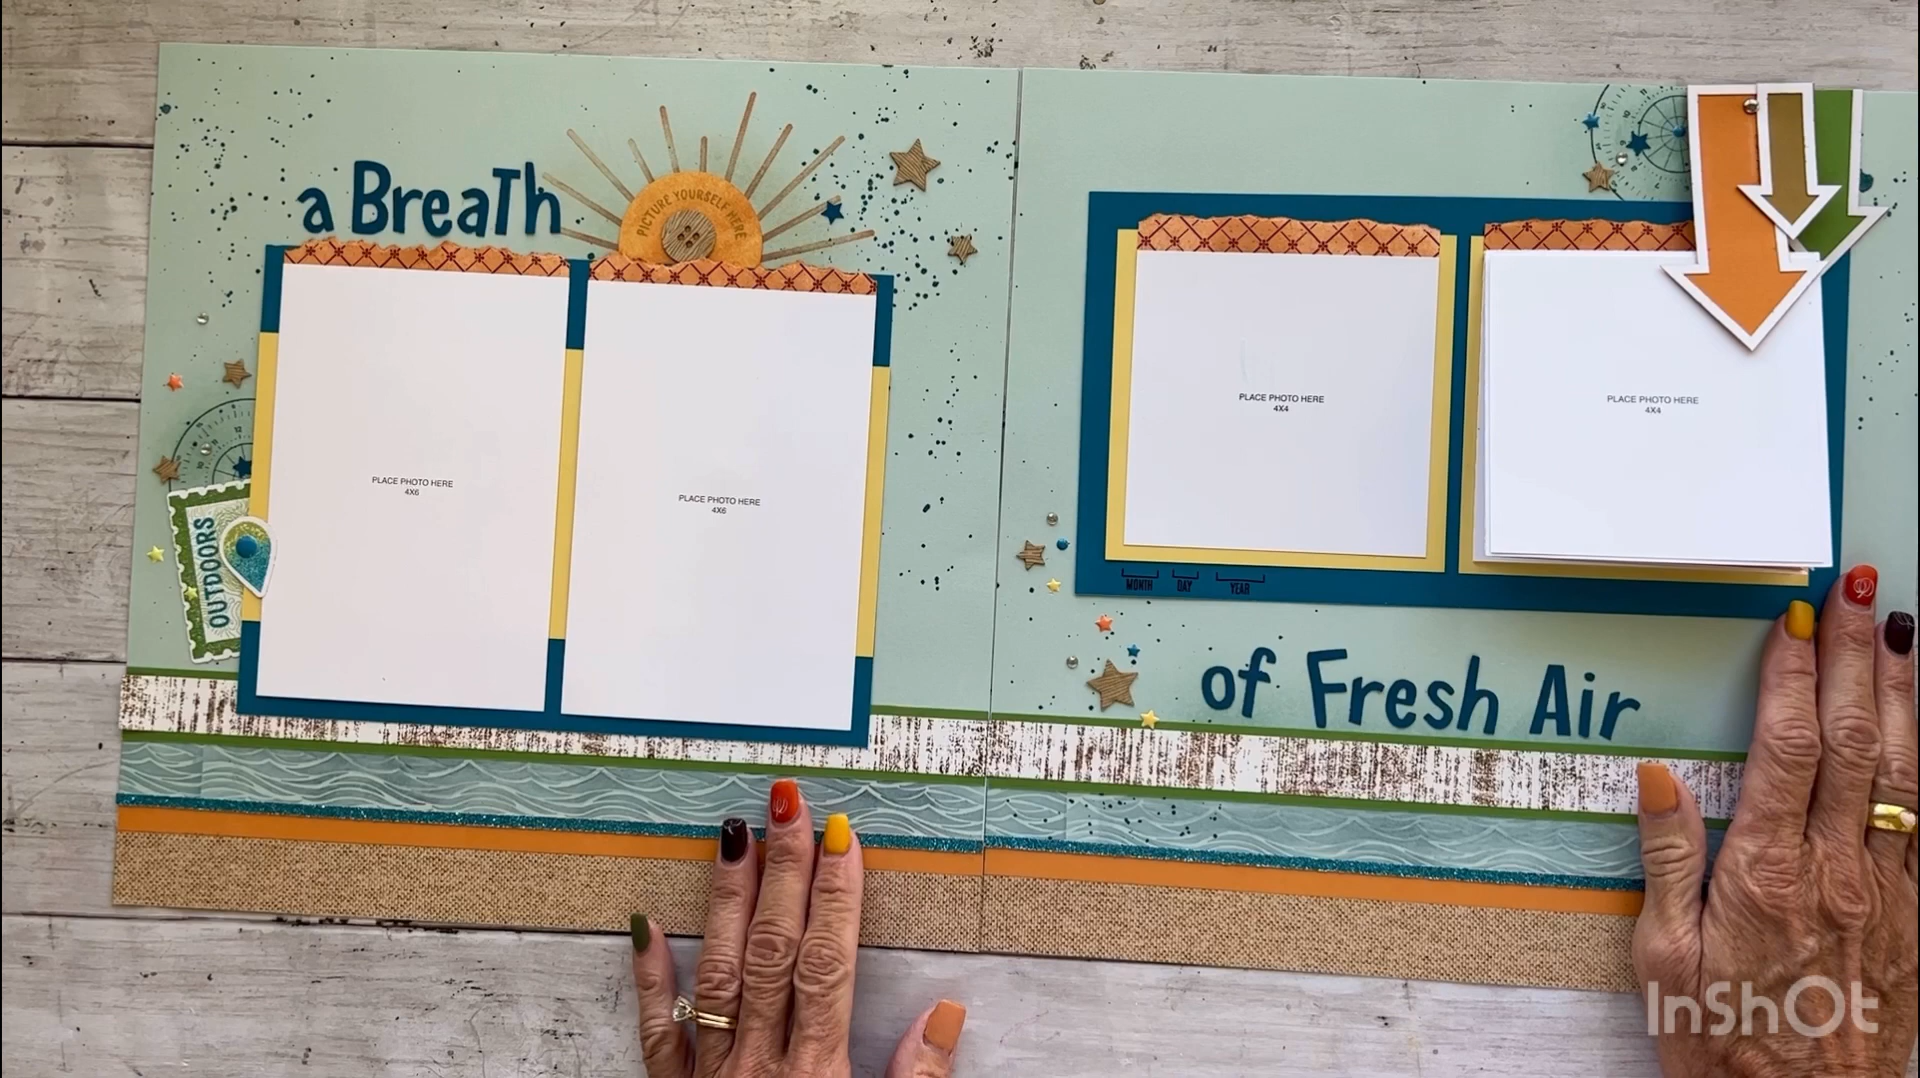 a BreaTh
PICTURE YOURSELF HERE
PLACE PHOTO HERE
4X6
PLACE PHOTO HERE
4X6
OUTDOORS
PLACE PHOTO HERE
4X4
PLACE PHOTO HERE
4X4
MONTH DAY YEAR
of Fresh Air
InShOt